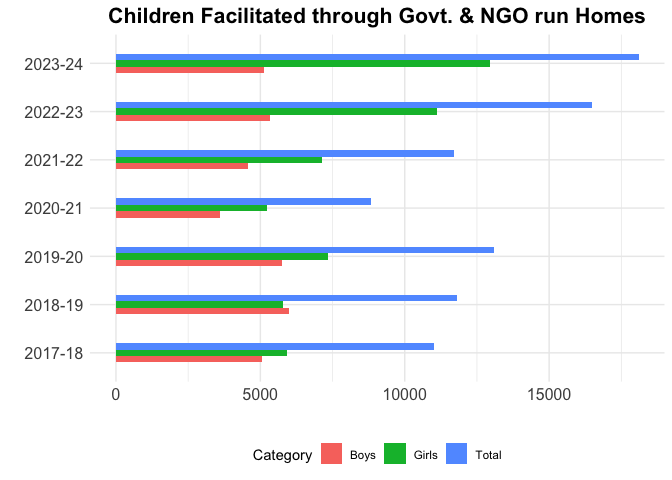 Children Facilitated through Govt. & NGO run Homes
2023-24
2022-23
2021-22
2020-21
2019-20
2018-19
2017-18
0 5000 10000 15000
Category Boys Girls Total